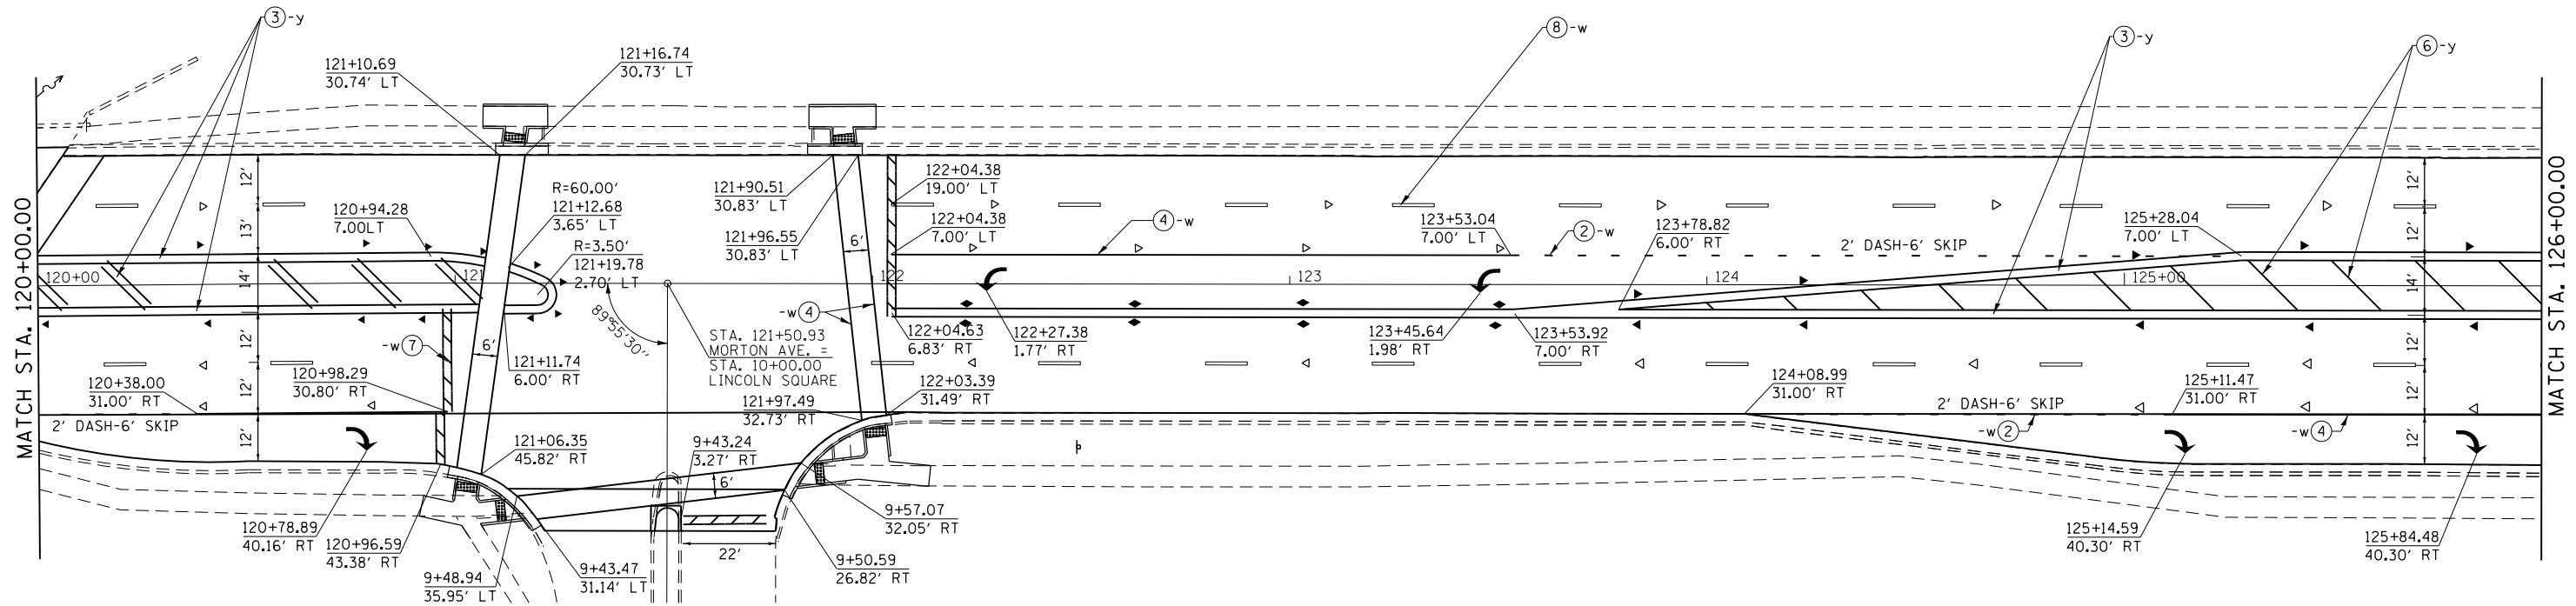 ③-y
⑧-w
③-y
⑥-y
121+10.69
30.74' LT
121+16.74
30.73' LT
MATCH STA. 120+00.00
12'
13'
14'
12'
12'
12'
120+94.28
7.00LT
R=60.00'
121+12.68
3.65' LT
R=3.50'
121+19.78
2.70' LT
121+90.51
30.83' LT
121+96.55
30.83' LT
6'
122+04.38
19.00' LT
122+04.38
7.00' LT
④-w
123+53.04
7.00' LT
②-w
123+78.82
6.00' RT
2' DASH-6' SKIP
125+28.04
7.00' LT
12'
12'
14'
12'
12'
12'
MATCH STA. 126+00.00
120+00
121
122
123
124
125+00
89°55'30"
-w④
STA. 121+50.93
MORTON AVE. =
STA. 10+00.00
LINCOLN SQUARE
122+04.63
6.83' RT
122+27.38
1.77' RT
123+45.64
1.98' RT
123+53.92
7.00' RT
-w⑦
6'
121+11.74
6.00' RT
120+38.00
31.00' RT
120+98.29
30.80' RT
2' DASH-6' SKIP
121+97.49
32.73' RT
122+03.39
31.49' RT
124+08.99
31.00' RT
2' DASH-6' SKIP
-w②
125+11.47
31.00' RT
-w④
121+06.35
45.82' RT
9+43.24
3.27' RT
6'
22'
9+57.07
32.05' RT
9+50.59
26.82' RT
120+78.89
40.16' RT
120+96.59
43.38' RT
9+48.94
35.95' LT
9+43.47
31.14' LT
125+14.59
40.30' RT
125+84.48
40.30' RT